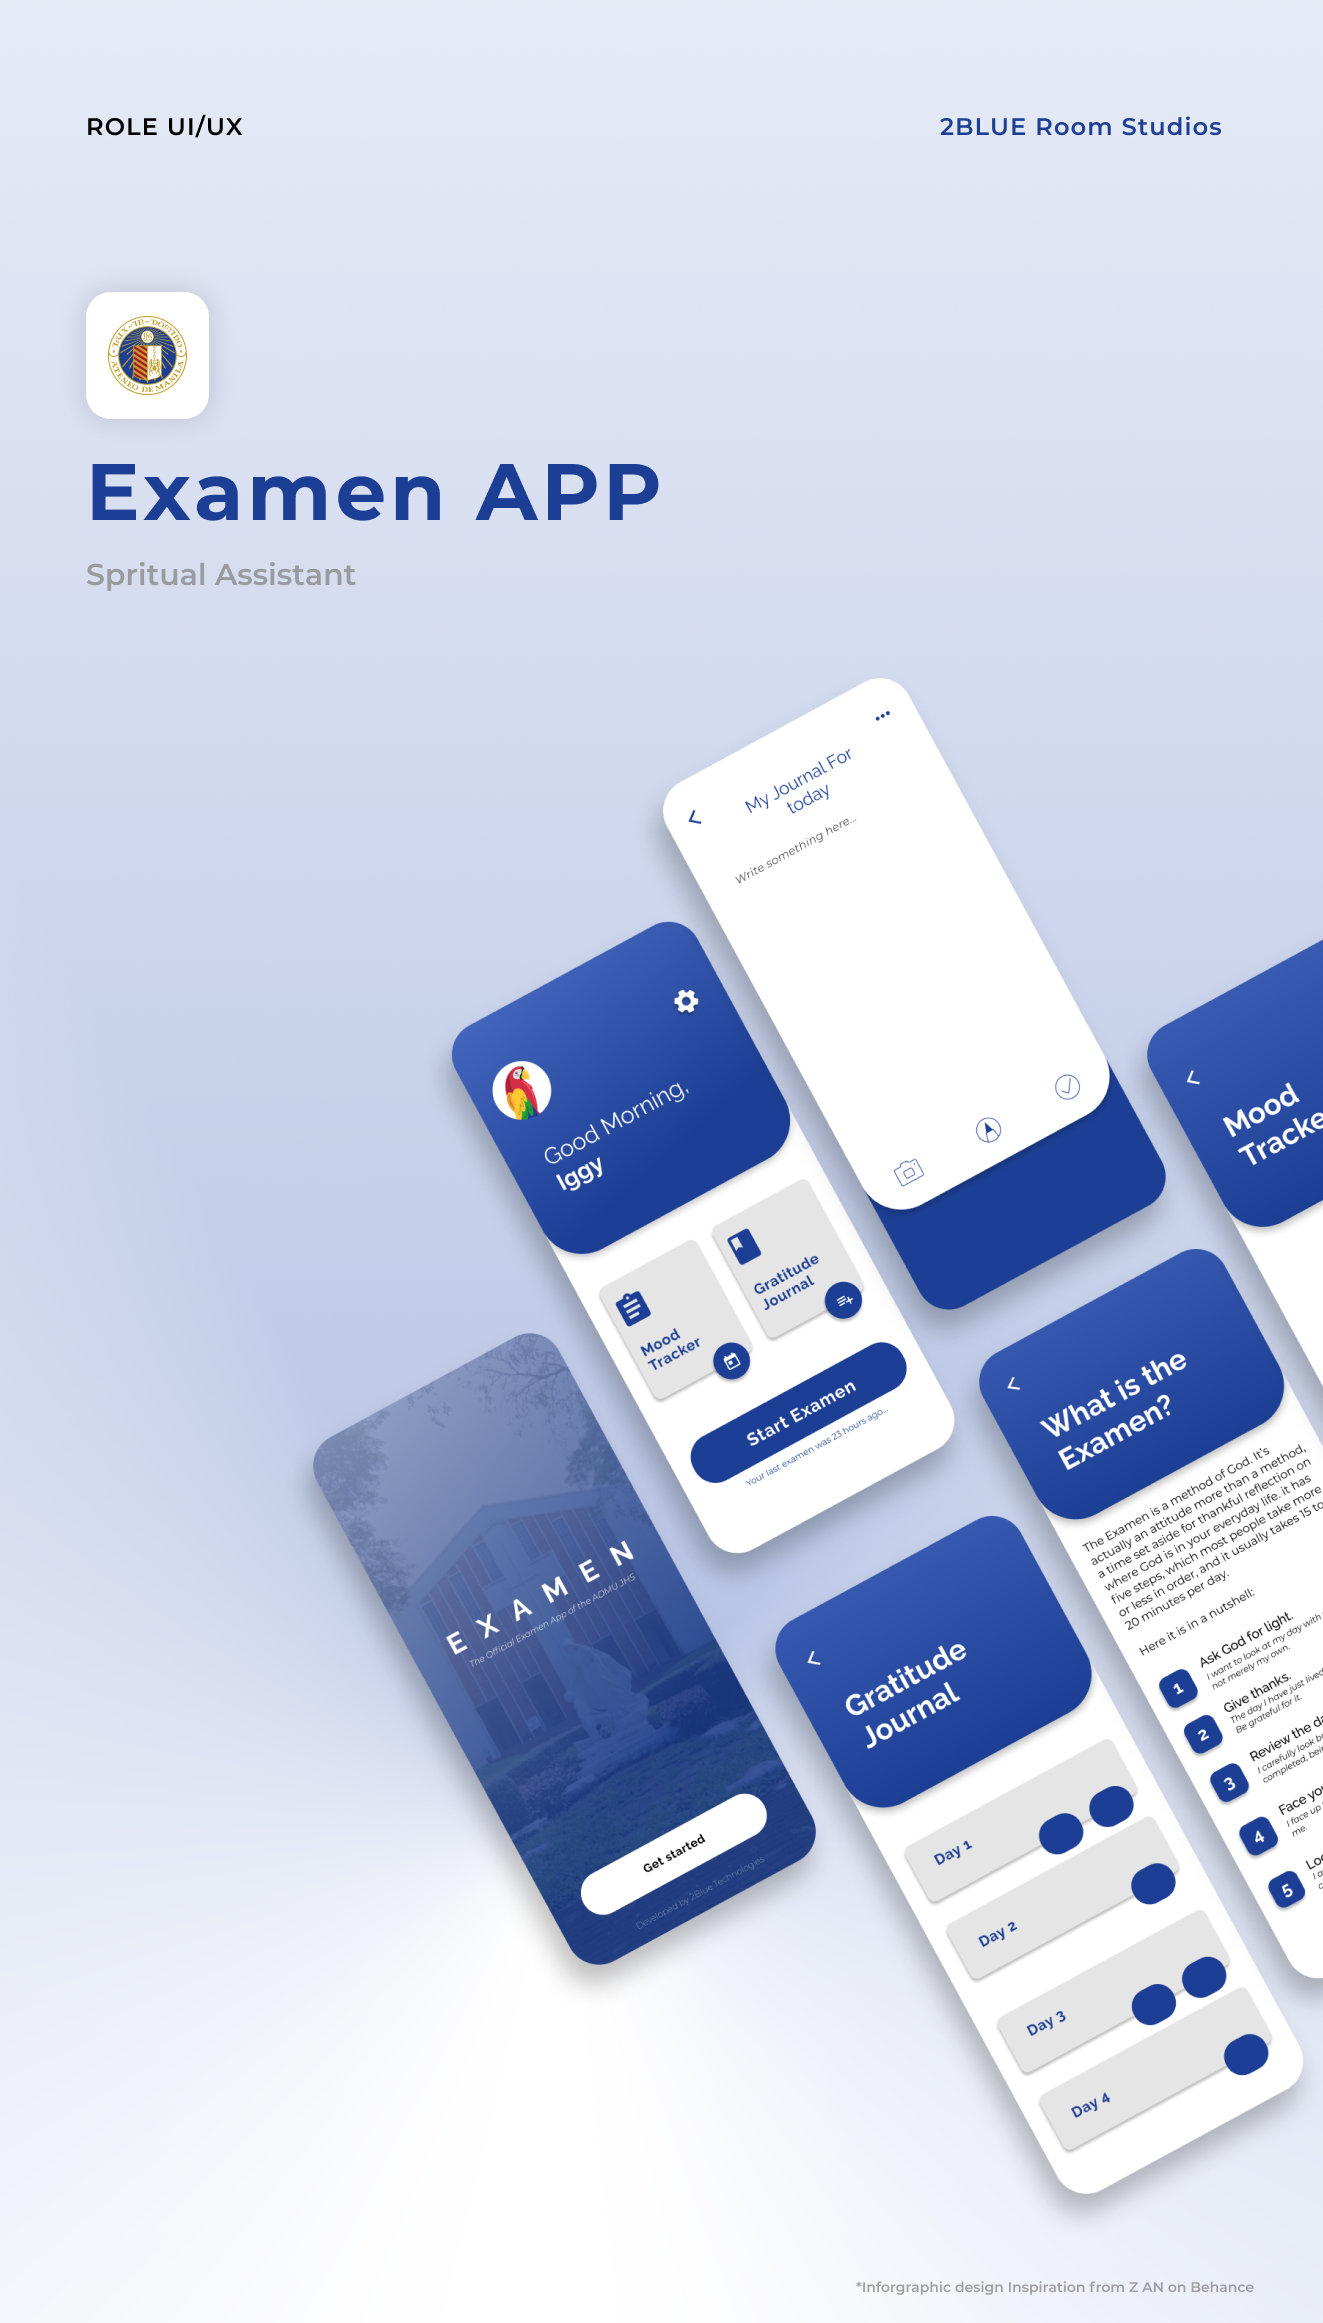 ROLE UI/UX
2BLUE Room Studios
LUX-IN-DOMINO
ATENEO DE MANILA
Examen APP
Spritual Assistant
My Journal For
today
Write something here...
Good Morning,
Iggy
Mood
Tracker
Gratitude
Journal
Start Examen
Your last examen was 23 hours ago...
EXAMEN
The Official Examen App of the ADMU JHS
Get started
Developed by 2Blue Technologies
Gratitude
Journal
Day 1
Day 2
Day 3
Day 4
What is the
Examen?
The Examen is a method of God. It's
actually an attitude more than a method,
a time set aside for thankful reflection on
where God is in your everyday life. it has
five steps, which most people take more
or less in order, and it usually takes 15 to
20 minutes per day.
Here it is in a nutshell:
1
Ask God for light.
I want to look at my day with
not merely my own.
2
Give thanks.
The day I have just lived
Be grateful for it.
3
Review the da
I carefully look b
completed, bei
4
Face yo
I face up
me.
5
Loo
Mood
Tracke
*Inforgraphic design Inspiration from Z AN on Behance